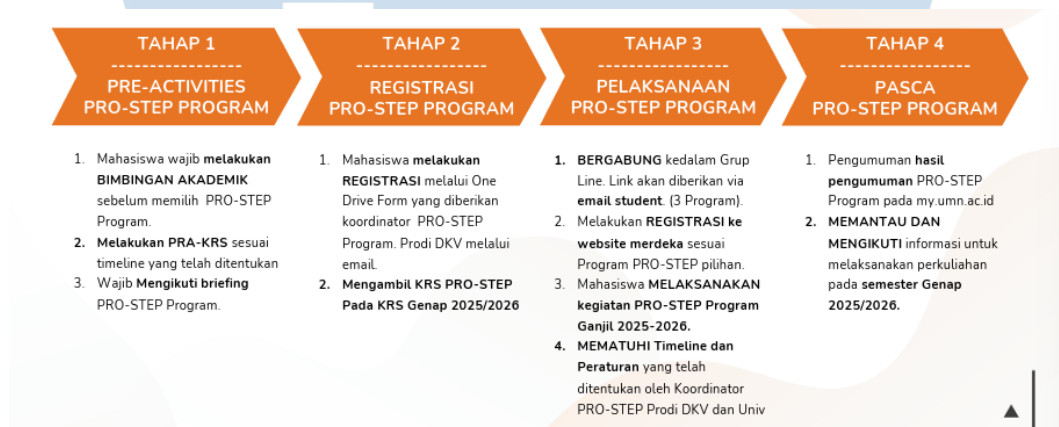 TAHAP 1
-----------------
PRE-ACTIVITIES
PRO-STEP PROGRAM
1. Mahasiswa wajib melakukan
BIMBINGAN AKADEMIK
sebelum memilih PRO-STEP
Program.
2. Melakukan PRA-KRS sesuai
timeline yang telah ditentukan
3. Wajib Mengikuti briefing
PRO-STEP Program.
TAHAP 2
-----------------
REGISTRASI
PRO-STEP PROGRAM
1. Mahasiswa melakukan
REGISTRASI melalui One
Drive Form yang diberikan
koordinator PRO-STEP
Program. Prodi DKV melalui
email.
2. Mengambil KRS PRO-STEP
Pada KRS Genap 2025/2026
TAHAP 3
-----------------
PELAKSANAAN
PRO-STEP PROGRAM
1. BERGABUNG kedalam Grup
Line. Link akan diberikan via
email student. (3 Program).
2. Melakukan REGISTRASI ke
website merdeka sesuai
Program PRO-STEP pilihan.
3. Mahasiswa MELAKSANAKAN
kegiatan PRO-STEP Program
Ganjil 2025-2026.
4. MEMATUHI Timeline dan
Peraturan yang telah
ditentukan oleh Koordinator
PRO-STEP Prodi DKV dan Univ
TAHAP 4
-----------------
PASCA
PRO-STEP PROGRAM
1. Pengumuman hasil
pengumuman PRO-STEP
Program pada my.umn.ac.id
2. MEMANTAU DAN
MENGIKUTI informasi untuk
melaksanakan perkuliahan
pada semester Genap
2025/2026.